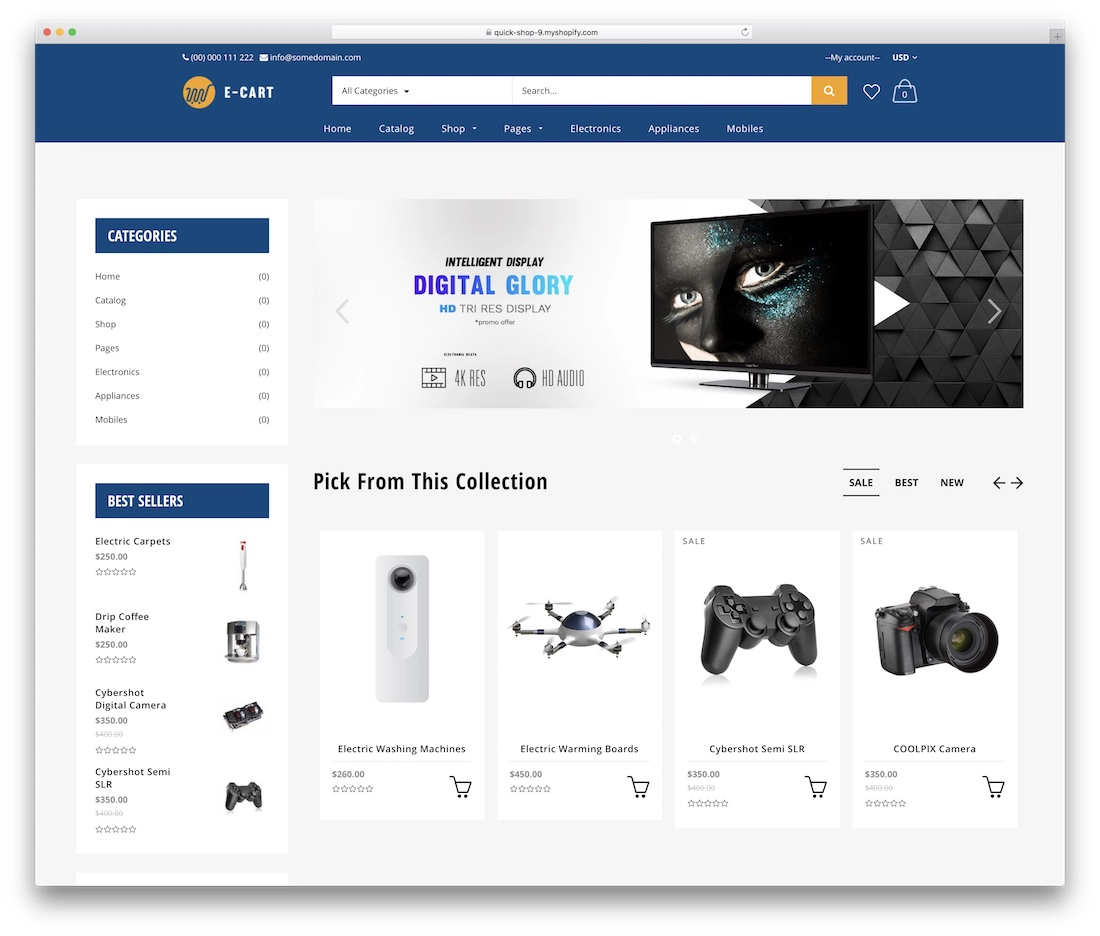 quick-shop-9.myshopify.com
(00) 000 111 222 info@somedomain.com
--My account-- USD
E-CART
All Categories
Search...
0
Home Catalog Shop Pages Electronics Appliances Mobiles
CATEGORIES
Home (0)
Catalog (0)
Shop (0)
Pages (0)
Electronics (0)
Appliances (0)
Mobiles (0)
INTELLIGENT DISPLAY
DIGITAL GLORY
HD TRI RES DISPLAY
*promo offer
4K RES HD AUDIO
BEST SELLERS
Electric Carpets
$250.00
Drip Coffee
Maker
$250.00
Cybershot
Digital Camera
$350.00
$400.00
Cybershot Semi
SLR
$350.00
$400.00
Pick From This Collection
SALE BEST NEW
Electric Washing Machines
$260.00
Electric Warming Boards
$450.00
SALE
Cybershot Semi SLR
$350.00
$400.00
SALE
COOLPIX Camera
$350.00
$400.00